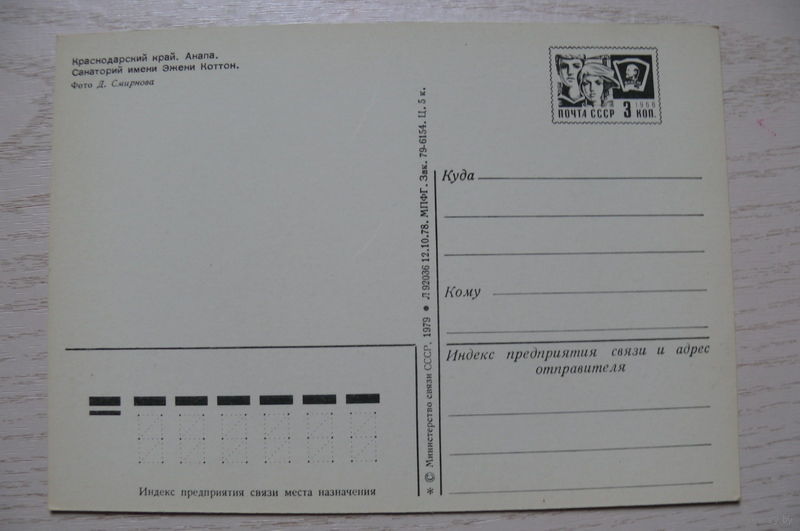 Краснодарский край. Анапа.
Санаторий имени Эжени Коттон.
Фото Д. Смирнова
1966
ПОЧТА СССР 3 КОП.
* © Министерство связи СССР, 1979 ● Л 92036 12.10.78. МПФГ. Зак. 79-6154. Ц. 5 к.
Куда
Кому
Индекс предприятия связи и адрес
отправителя
Индекс предприятия связи места назначения